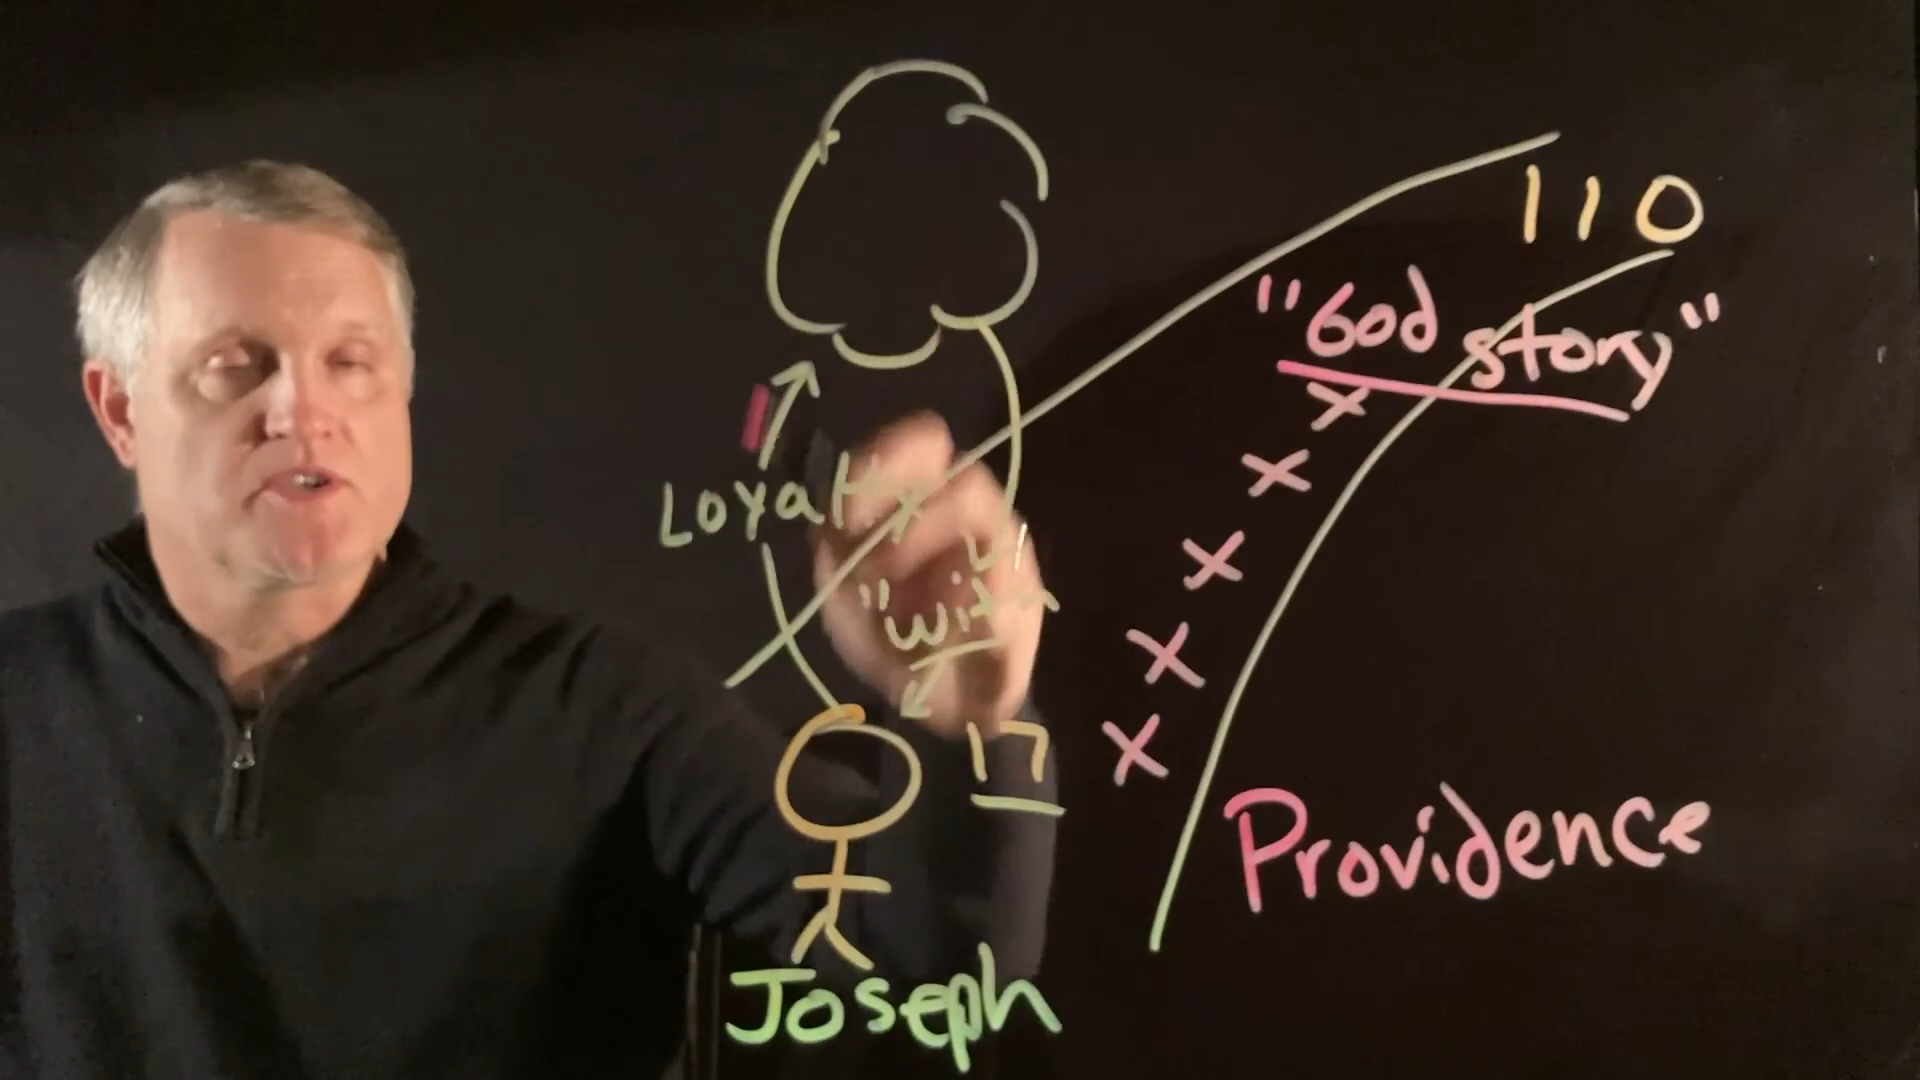 110
"God story"
Loyalty
"with
17
Providence
Joseph